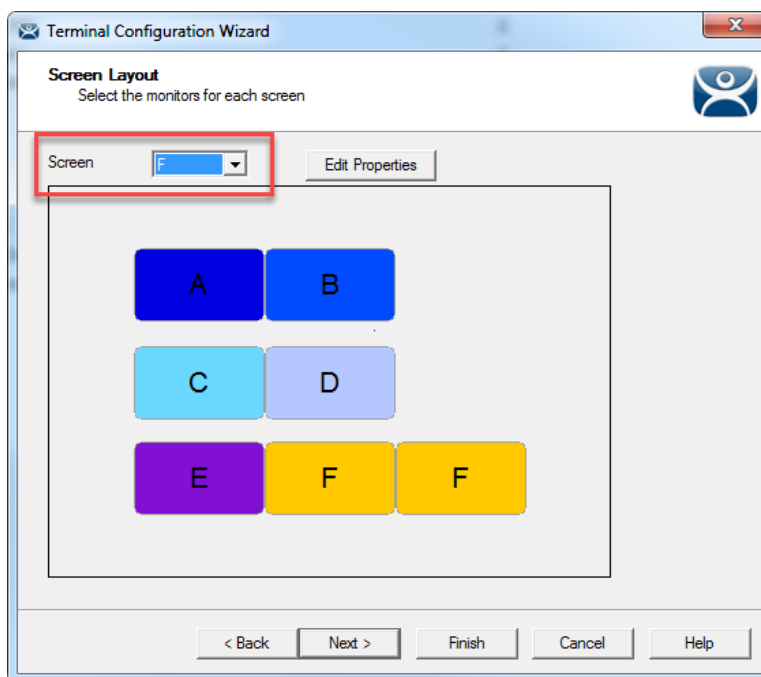 Terminal Configuration Wizard
Screen Layout
Select the monitors for each screen
Screen F Edit Properties
A B
C D
E F F
< Back Next > Finish Cancel Help